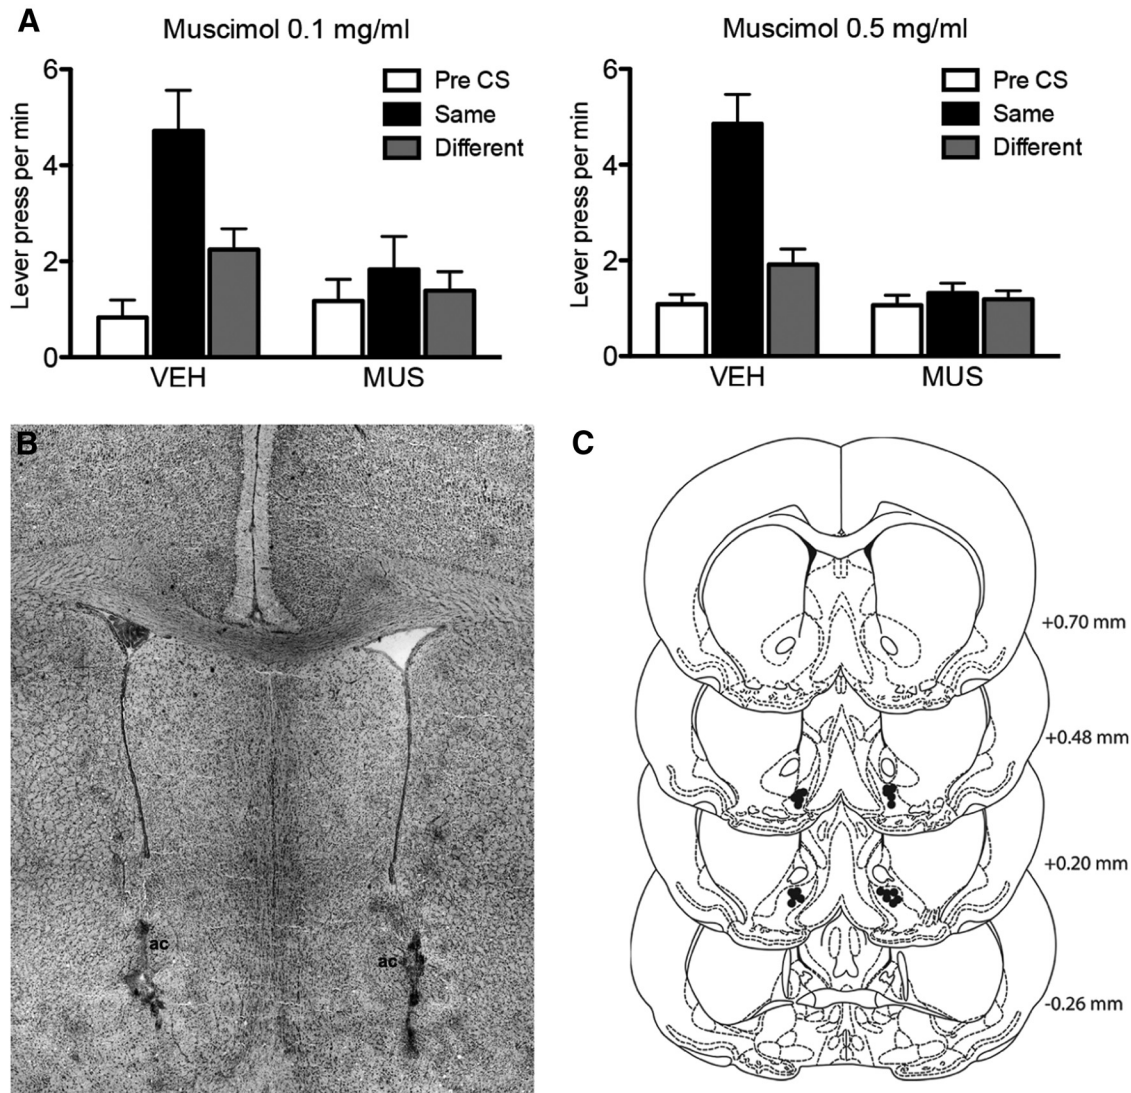 A
Muscimol 0.1 mg/ml
Lever press per min
6
4
2
0
Pre CS
Same
Different
VEH MUS
Muscimol 0.5 mg/ml
Lever press per min
6
4
2
0
Pre CS
Same
Different
VEH MUS
B
ac
ac
C
+0.70 mm
+0.48 mm
+0.20 mm
-0.26 mm